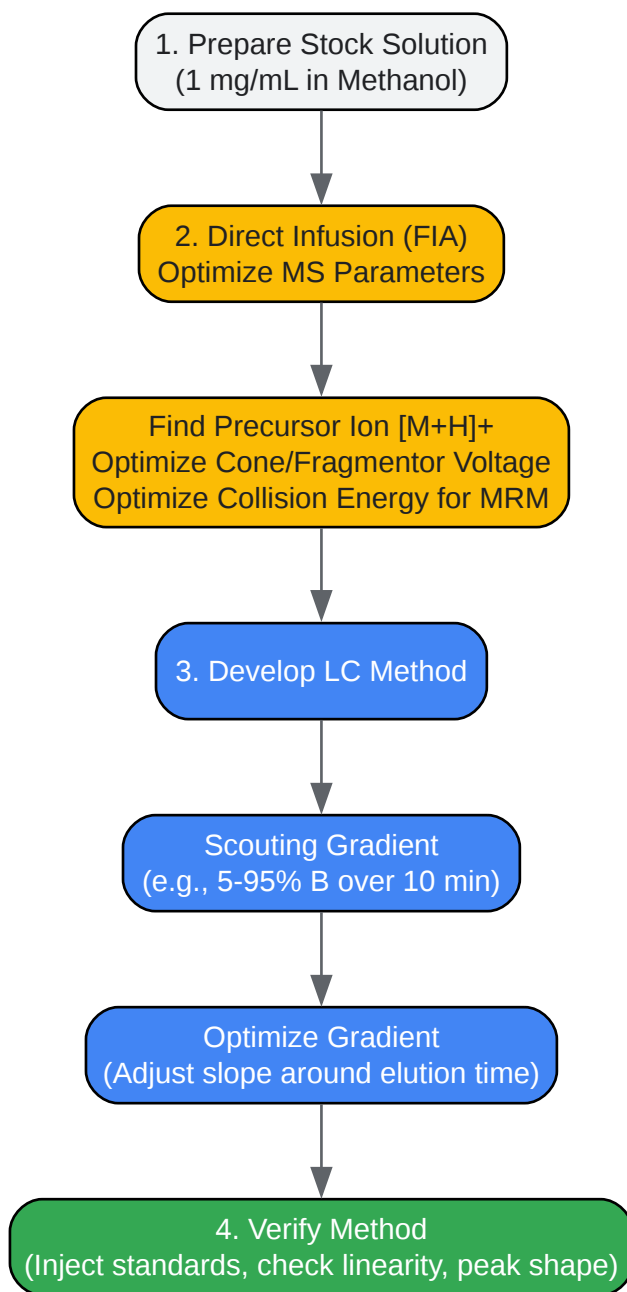 1. Prepare Stock Solution
(1 mg/mL in Methanol)
2. Direct Infusion (FIA)
Optimize MS Parameters
Find Precursor Ion [M+H]+
Optimize Cone/Fragmentor Voltage
Optimize Collision Energy for MRM
3. Develop LC Method
Scouting Gradient
(e.g., 5-95% B over 10 min)
Optimize Gradient
(Adjust slope around elution time)
4. Verify Method
(Inject standards, check linearity, peak shape)